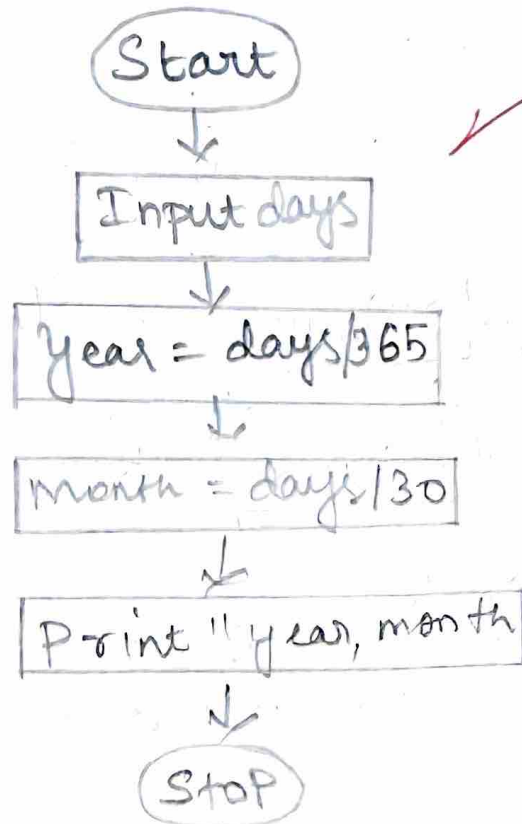 Start
Input days
Year = days/365
month = days/30
Print " year, month
Stop